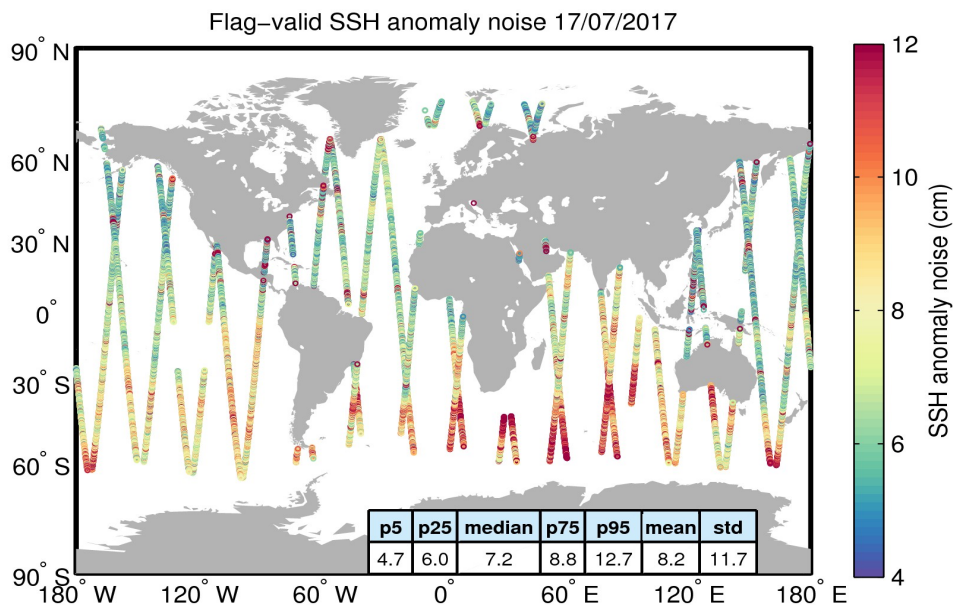 Flag−valid SSH anomaly noise 17/07/2017
90° N
60° N
30° N
0°
30° S
60° S
90° S
180° W 120° W 60° W 0° 60° E 120° E 180° E
p5 p25 median p75 p95 mean std
4.7 6.0 7.2 8.8 12.7 8.2 11.7
12
10
8
6
4
SSH anomaly noise (cm)